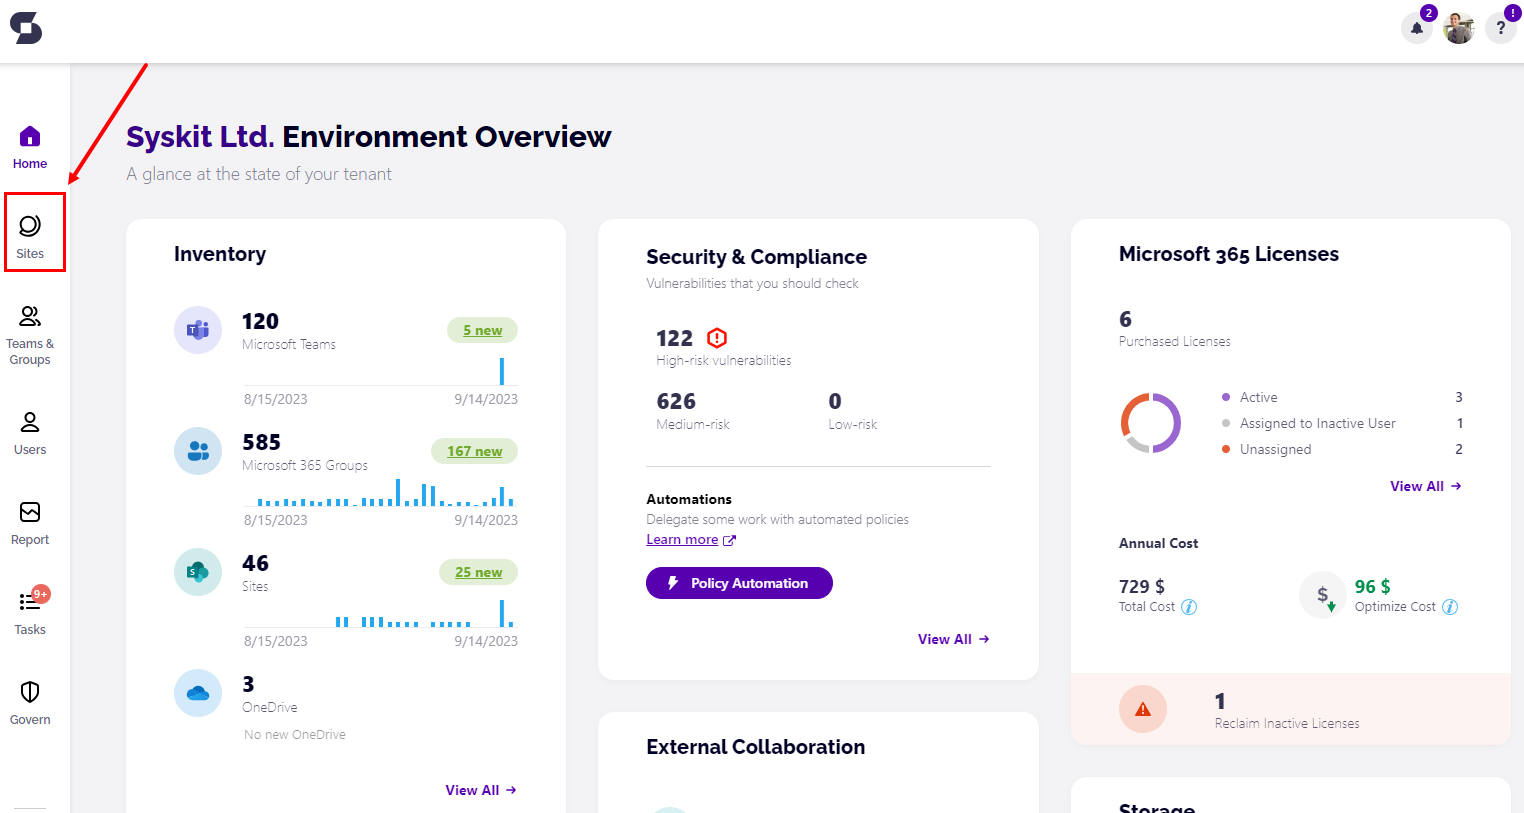 2
!
?
Home
Sites
Teams &
Groups
Users
Report
9+
Tasks
Govern
Syskit Ltd. Environment Overview
A glance at the state of your tenant
Inventory
120
Microsoft Teams
5 new
8/15/2023
9/14/2023
585
Microsoft 365 Groups
167 new
8/15/2023
9/14/2023
46
Sites
25 new
8/15/2023
9/14/2023
3
OneDrive
No new OneDrive
View All →
Security & Compliance
Vulnerabilities that you should check
122
High-risk vulnerabilities
626
Medium-risk
0
Low-risk
Automations
Delegate some work with automated policies
Learn more
Policy Automation
View All →
External Collaboration
Microsoft 365 Licenses
6
Purchased Licenses
Active 3
Assigned to Inactive User 1
Unassigned 2
View All →
Annual Cost
729 $
Total Cost
96 $
Optimize Cost
1
Reclaim Inactive Licenses
Storage